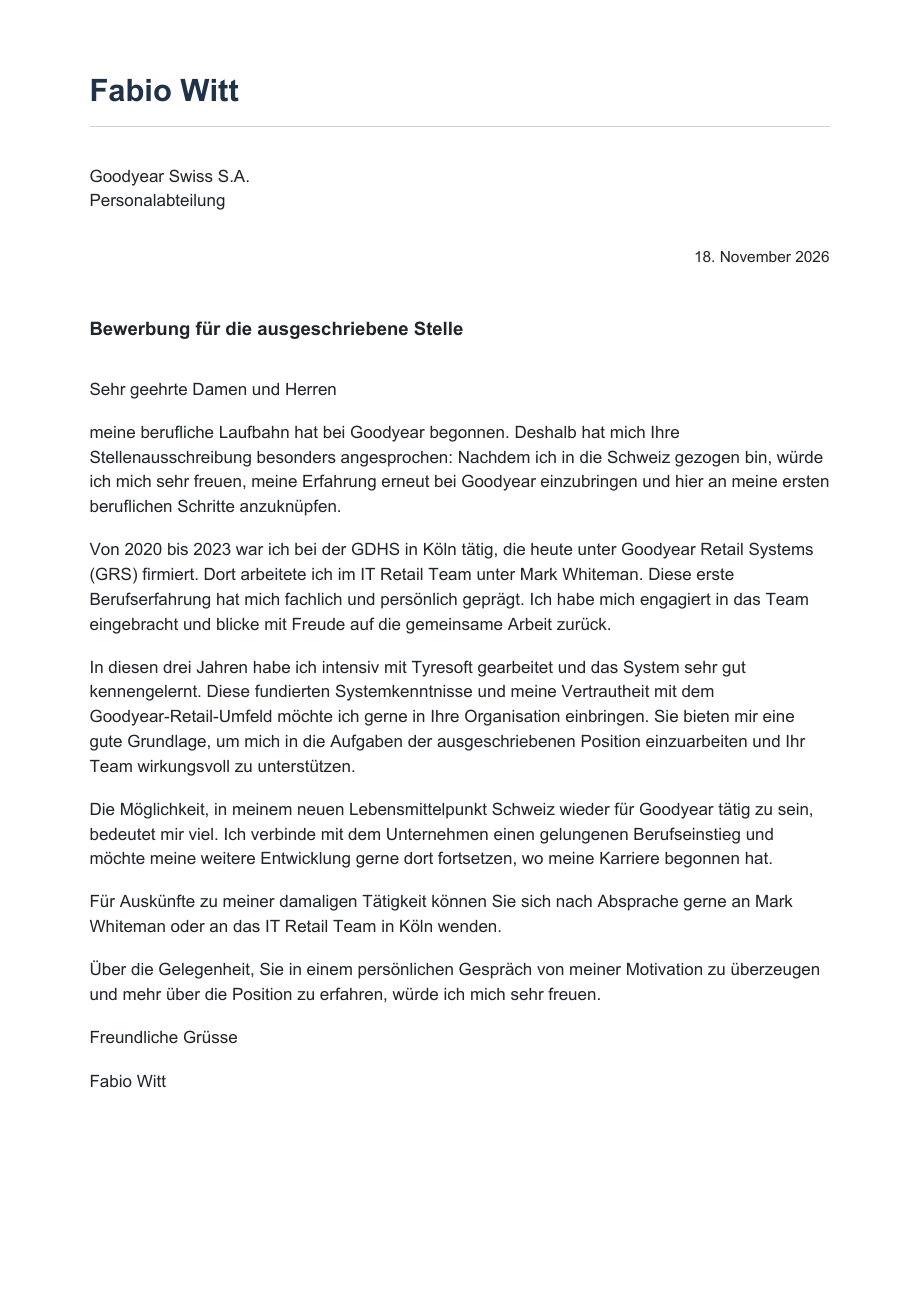 Fabio Witt
Goodyear Swiss S.A.
Personalabteilung
18. November 2026
Bewerbung für die ausgeschriebene Stelle
Sehr geehrte Damen und Herren
meine berufliche Laufbahn hat bei Goodyear begonnen. Deshalb hat mich Ihre
Stellenausschreibung besonders angesprochen: Nachdem ich in die Schweiz gezogen bin, würde
ich mich sehr freuen, meine Erfahrung erneut bei Goodyear einzubringen und hier an meine ersten
beruflichen Schritte anzuknüpfen.
Von 2020 bis 2023 war ich bei der GDHS in Köln tätig, die heute unter Goodyear Retail Systems
(GRS) firmiert. Dort arbeitete ich im IT Retail Team unter Mark Whiteman. Diese erste
Berufserfahrung hat mich fachlich und persönlich geprägt. Ich habe mich engagiert in das Team
eingebracht und blicke mit Freude auf die gemeinsame Arbeit zurück.
In diesen drei Jahren habe ich intensiv mit Tyresoft gearbeitet und das System sehr gut
kennengelernt. Diese fundierten Systemkenntnisse und meine Vertrautheit mit dem
Goodyear-Retail-Umfeld möchte ich gerne in Ihre Organisation einbringen. Sie bieten mir eine
gute Grundlage, um mich in die Aufgaben der ausgeschriebenen Position einzuarbeiten und Ihr
Team wirkungsvoll zu unterstützen.
Die Möglichkeit, in meinem neuen Lebensmittelpunkt Schweiz wieder für Goodyear tätig zu sein,
bedeutet mir viel. Ich verbinde mit dem Unternehmen einen gelungenen Berufseinstieg und
möchte meine weitere Entwicklung gerne dort fortsetzen, wo meine Karriere begonnen hat.
Für Auskünfte zu meiner damaligen Tätigkeit können Sie sich nach Absprache gerne an Mark
Whiteman oder an das IT Retail Team in Köln wenden.
Über die Gelegenheit, Sie in einem persönlichen Gespräch von meiner Motivation zu überzeugen
und mehr über die Position zu erfahren, würde ich mich sehr freuen.
Freundliche Grüsse
Fabio Witt